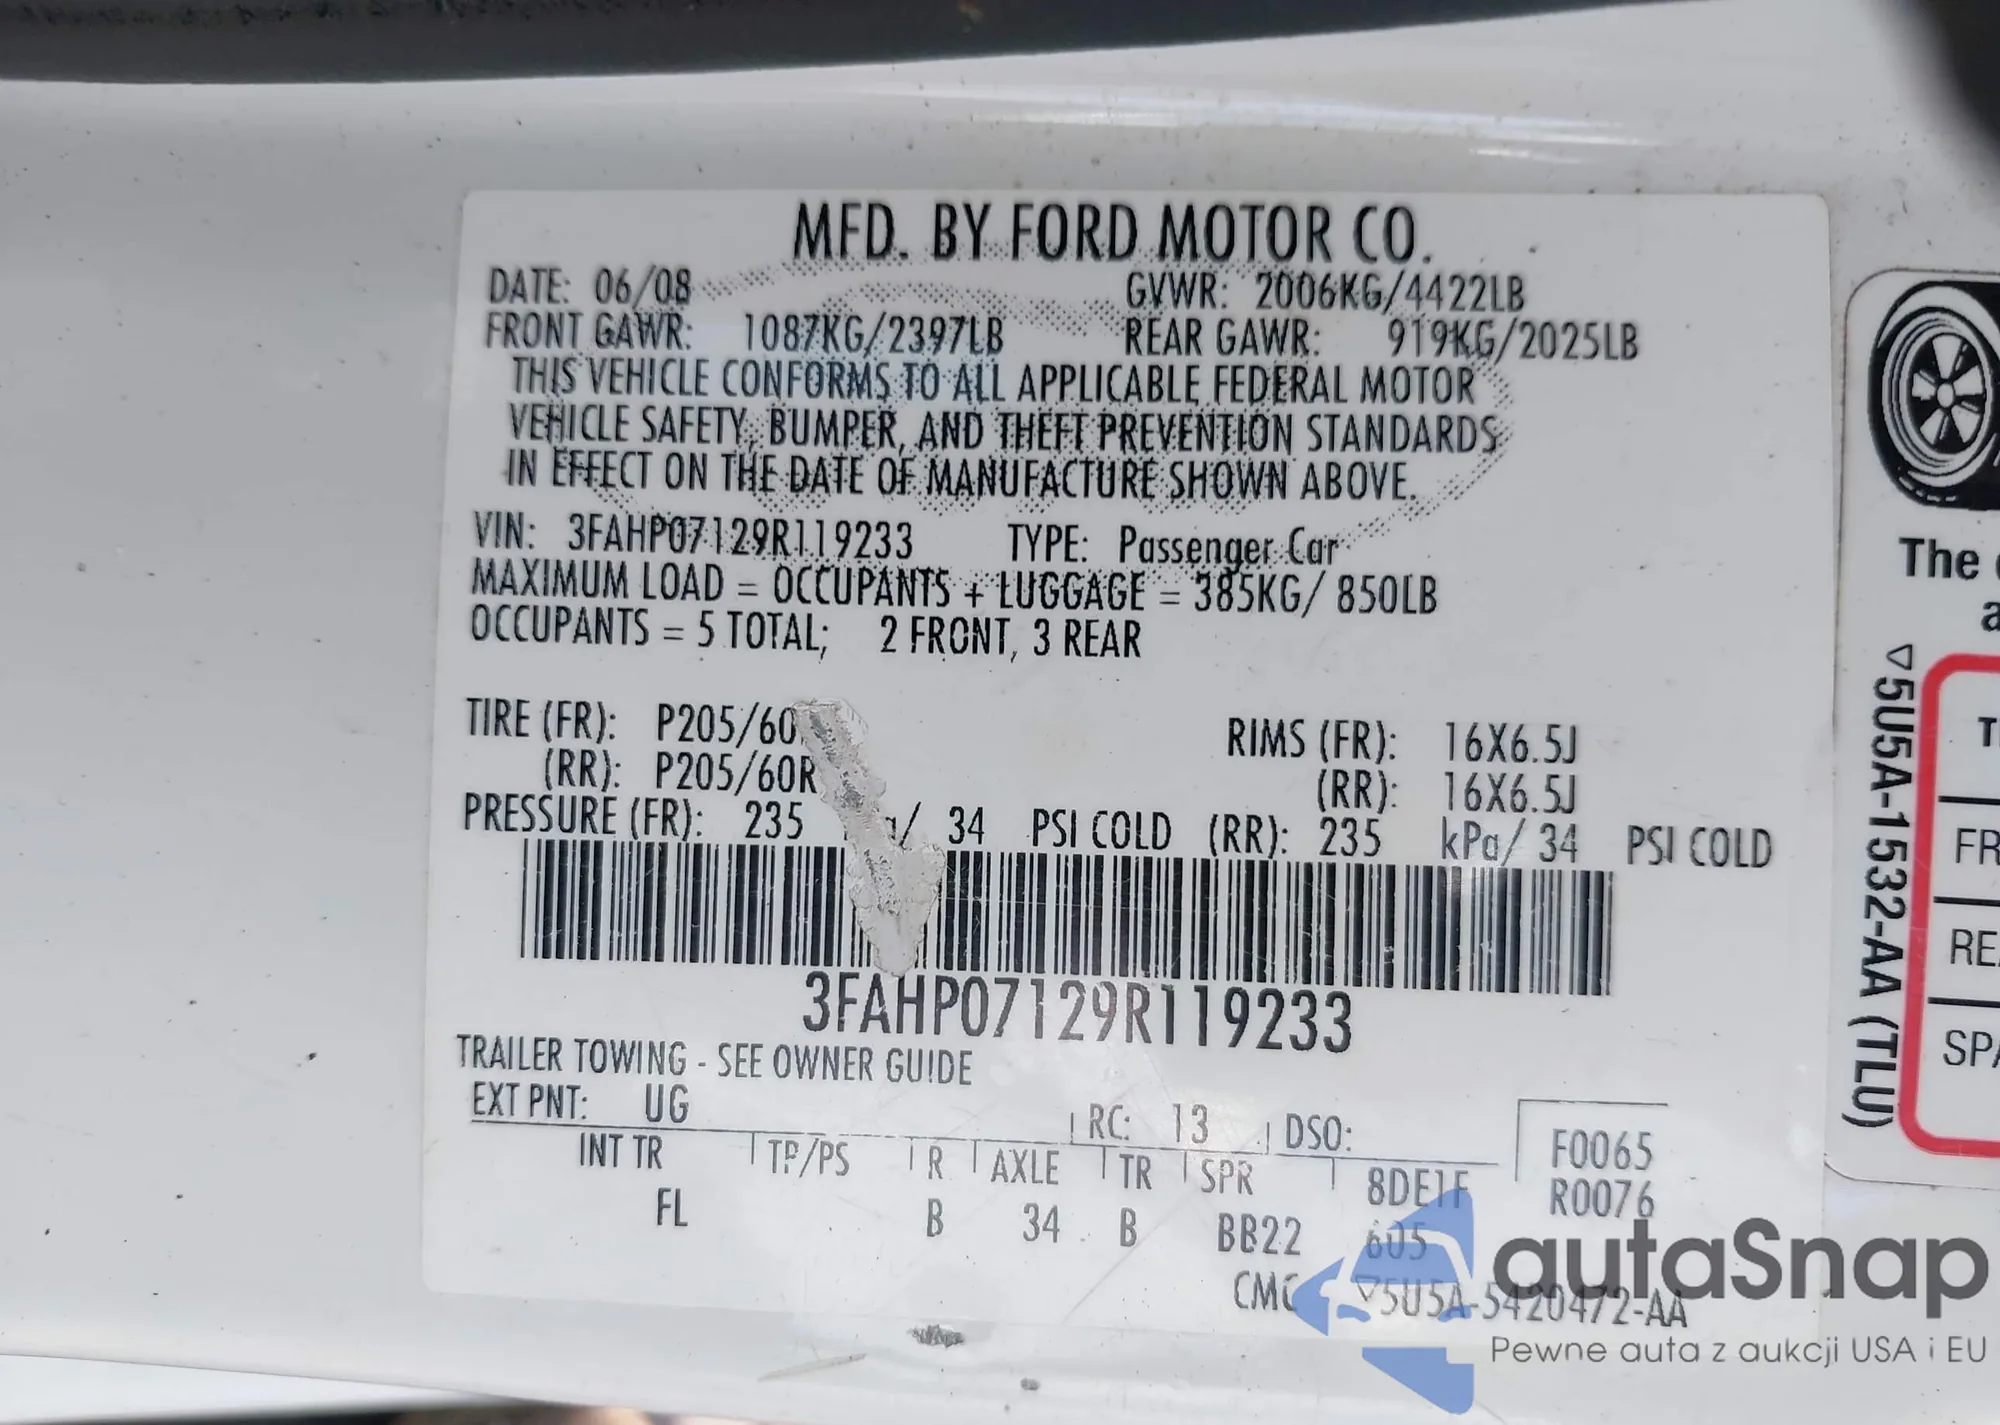 MFD. BY FORD MOTOR CO.
DATE: 06/08 GVWR: 2006KG/4422LB
FRONT GAWR: 1087KG/2397LB REAR GAWR: 919KG/2025LB
THIS VEHICLE CONFORMS TO ALL APPLICABLE FEDERAL MOTOR
VEHICLE SAFETY, BUMPER, AND THEFT PREVENTION STANDARDS
IN EFFECT ON THE DATE OF MANUFACTURE SHOWN ABOVE.
VIN: 3FAHP07129R119233 TYPE: Passenger Car
MAXIMUM LOAD = OCCUPANTS + LUGGAGE = 385KG/ 850LB
OCCUPANTS = 5 TOTAL; 2 FRONT, 3 REAR
TIRE (FR): P205/60 RIMS (FR): 16X6.5J
(RR): P205/60R (RR): 16X6.5J
PRESSURE (FR): 235 / 34 PSI COLD (RR): 235 kPa/ 34 PSI COLD
3FAHP07129R119233
TRAILER TOWING - SEE OWNER GUIDE
EXT PNT: UG RC: 13 DSO:
INT TR TP/PS R AXLE TR SPR 8DE1F F0065
FL B 34 B BB22 605 R0076
CMC ▽5U5A-5420472-AA
The
a
▽5U5A-1532-AA (TLU)
FR
autoSnap
Pewne auta z aukcji USA i EU